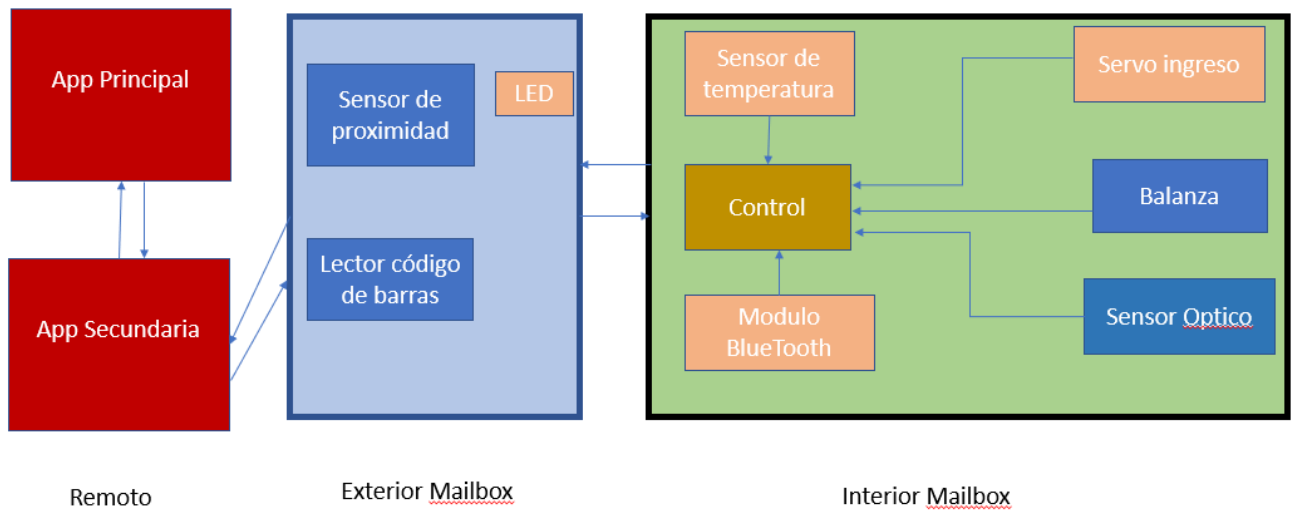 App Principal
App Secundaria
Remoto
Sensor de
proximidad
LED
Lector código
de barras
Exterior Mailbox
Sensor de
temperatura
Servo ingreso
Control
Balanza
Modulo
BlueTooth
Sensor Optico
Interior Mailbox